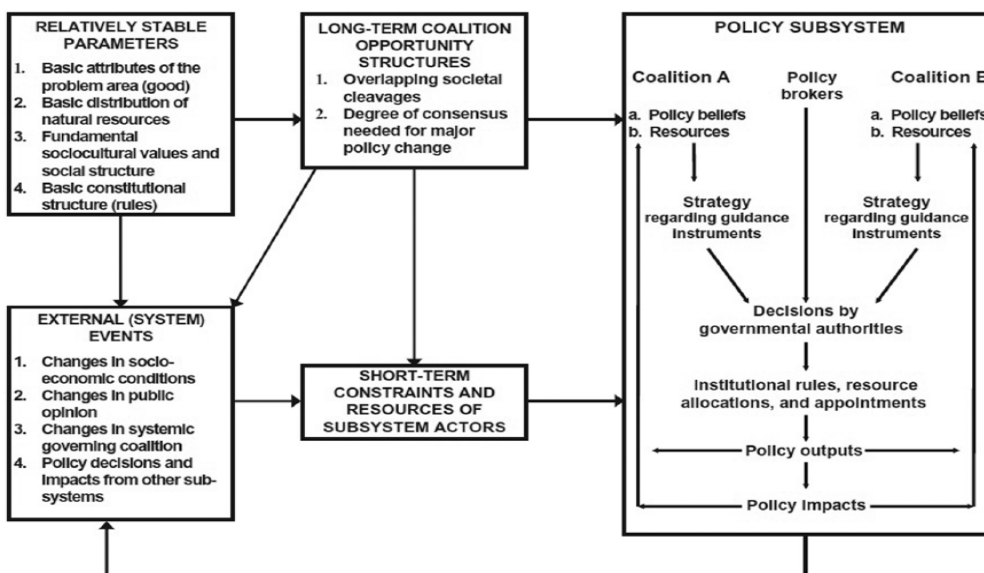 RELATIVELY STABLE
PARAMETERS
1. Basic attributes of the
problem area (good)
2. Basic distribution of
natural resources
3. Fundamental
sociocultural values and
social structure
4. Basic constitutional
structure (rules)
LONG-TERM COALITION
OPPORTUNITY
STRUCTURES
1. Overlapping societal
cleavages
2. Degree of consensus
needed for major
policy change
EXTERNAL (SYSTEM)
EVENTS
1. Changes in socio-
economic conditions
2. Changes in public
opinion
3. Changes in systemic
governing coalition
4. Policy decisions and
impacts from other sub-
systems
SHORT-TERM
CONSTRAINTS AND
RESOURCES OF
SUBSYSTEM ACTORS
POLICY SUBSYSTEM
Coalition A
a. Policy beliefs
b. Resources
Strategy
regarding guidance
instruments
Policy
brokers
Coalition B
a. Policy beliefs
b. Resources
Strategy
regarding guidance
instruments
Decisions by
governmental authorities
Institutional rules, resource
allocations, and appointments
Policy outputs
Policy impacts